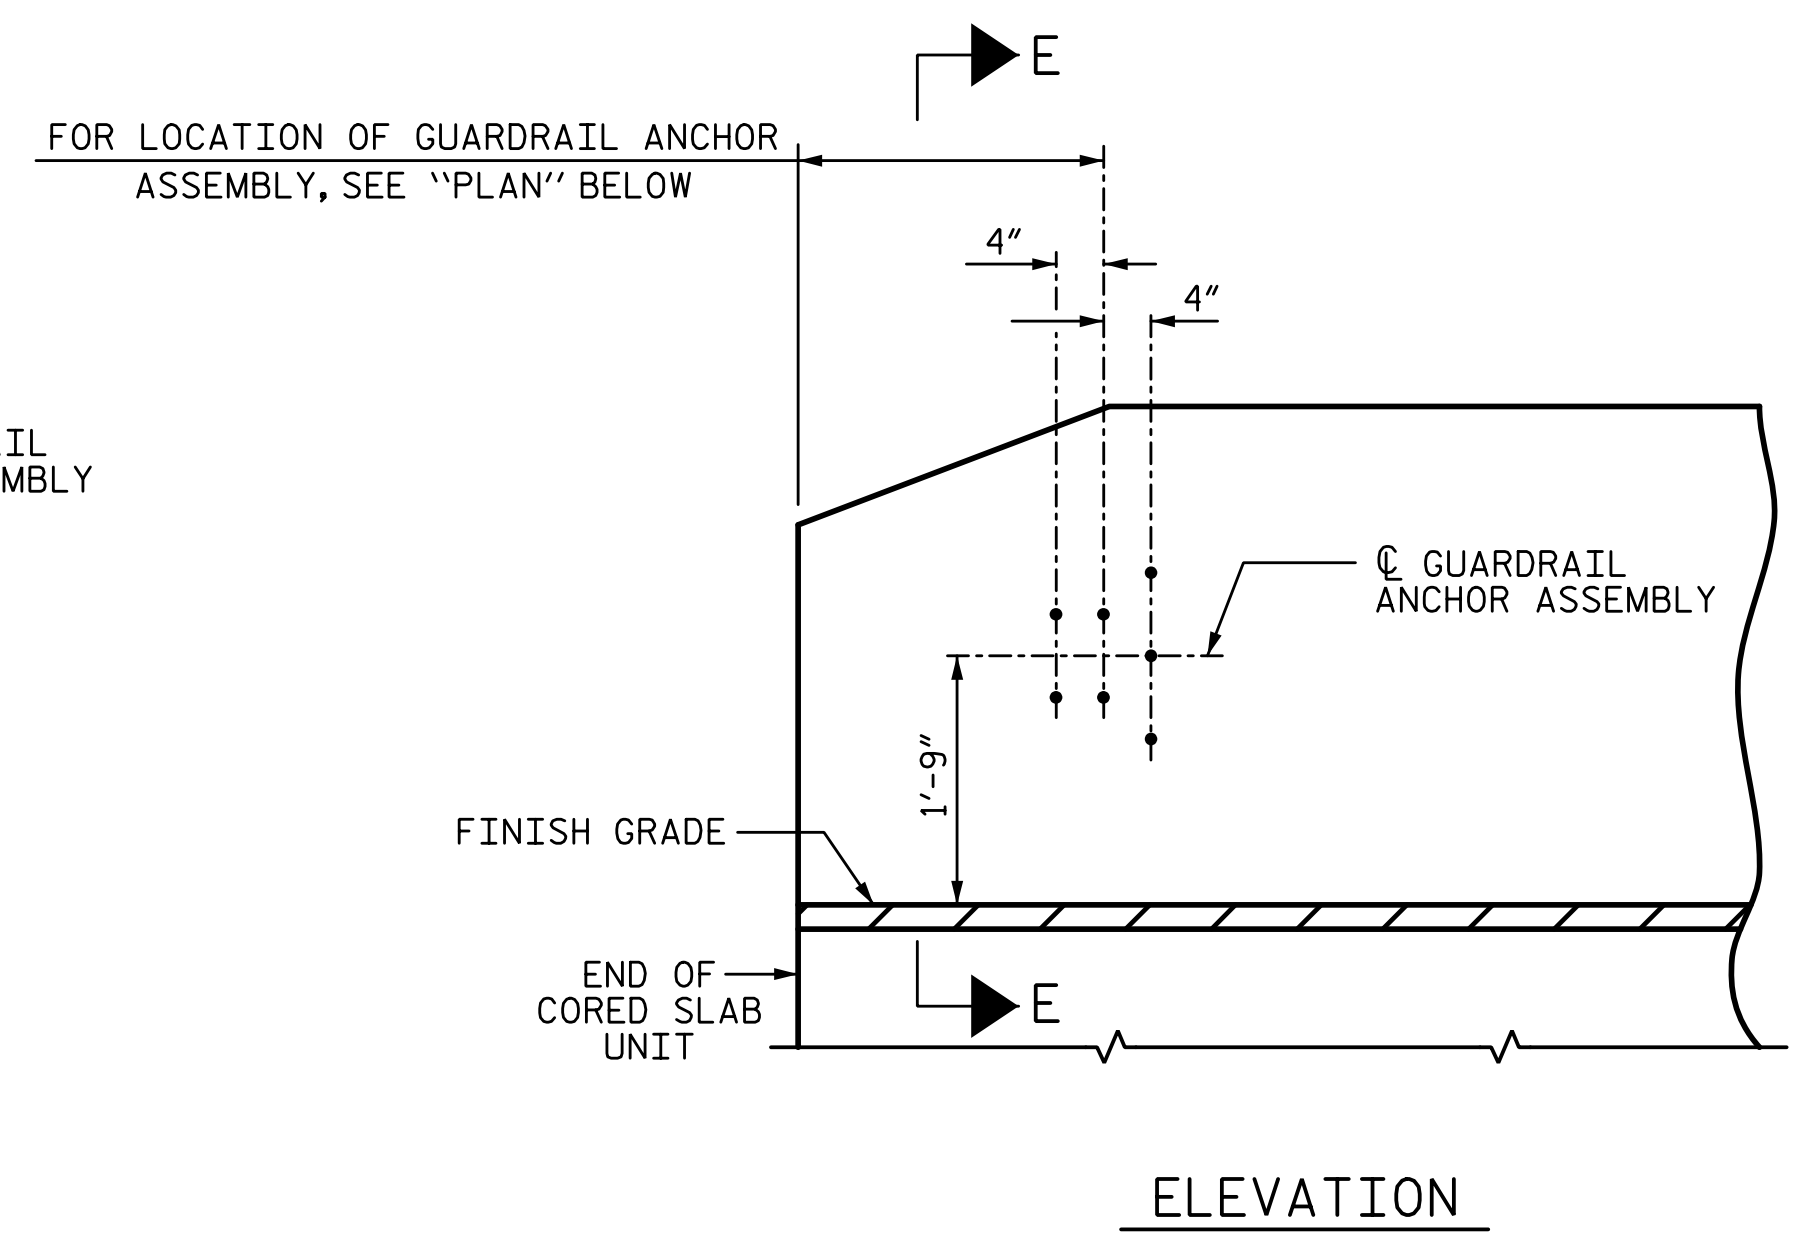 E
FOR LOCATION OF GUARDRAIL ANCHOR
ASSEMBLY, SEE "PLAN" BELOW
4"
4"
IL
MBLY
℄ GUARDRAIL
ANCHOR ASSEMBLY
1'-9"
FINISH GRADE
END OF
CORED SLAB
UNIT
E
ELEVATION